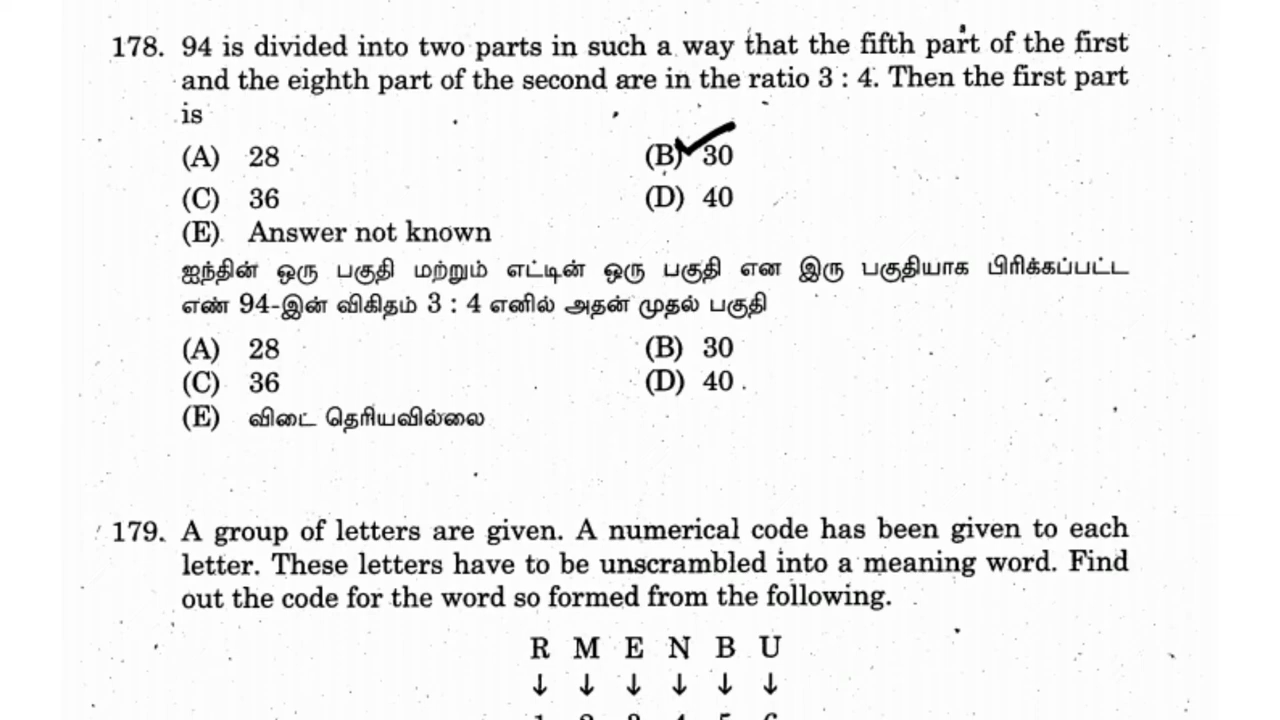 178. 94 is divided into two parts in such a way that the fifth part of the first
and the eighth part of the second are in the ratio 3 : 4. Then the first part
is
(A) 28 (B) 30
(C) 36 (D) 40
(E) Answer not known
ஐந்தின் ஒரு பகுதி மற்றும் எட்டின் ஒரு பகுதி என இரு பகுதியாக பிரிக்கப்பட்ட
எண் 94-இன் விகிதம் 3 : 4 எனில் அதன் முதல் பகுதி
(A) 28 (B) 30
(C) 36 (D) 40
(E) விடை தெரியவில்லை
179. A group of letters are given. A numerical code has been given to each
letter. These letters have to be unscrambled into a meaning word. Find
out the code for the word so formed from the following.
R M E N B U
↓ ↓ ↓ ↓ ↓ ↓